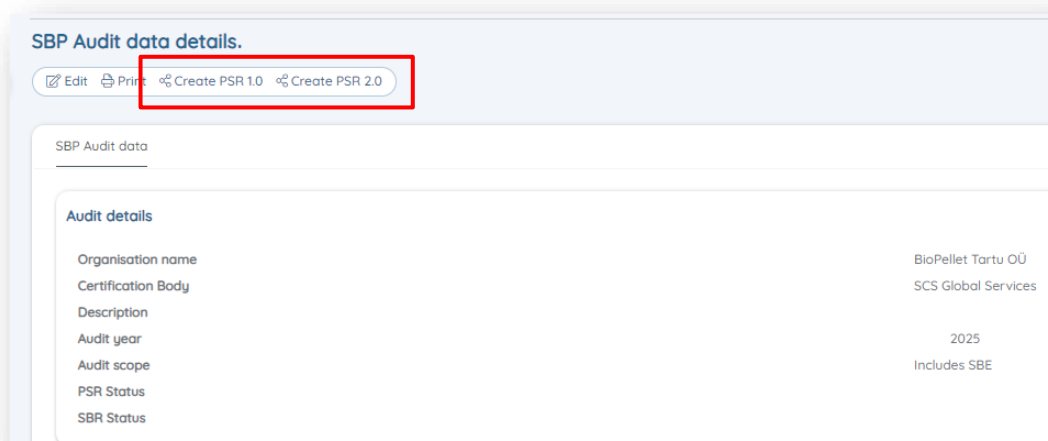 SBP Audit data details.
Edit Print Create PSR 1.0 Create PSR 2.0
SBP Audit data
Audit details
Organisation name BioPellet Tartu OÜ
Certification Body SCS Global Services
Description
Audit year 2025
Audit scope Includes SBE
PSR Status
SBR Status